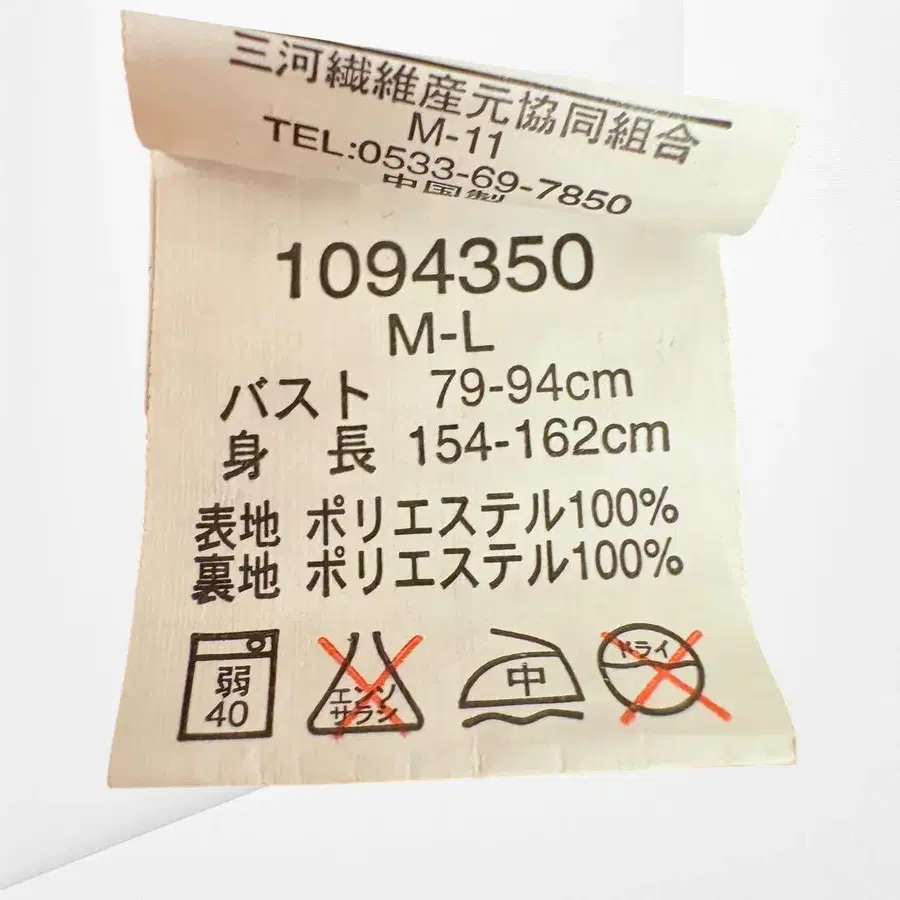 三河繊維産元協同組合
M-11
TEL:0533-69-7850
中国製
1094350
M-L
バスト 79-94cm
身 長 154-162cm
表地 ポリエステル100%
裏地 ポリエステル100%
弱
40
エンソ
サラシ
中
ドライ